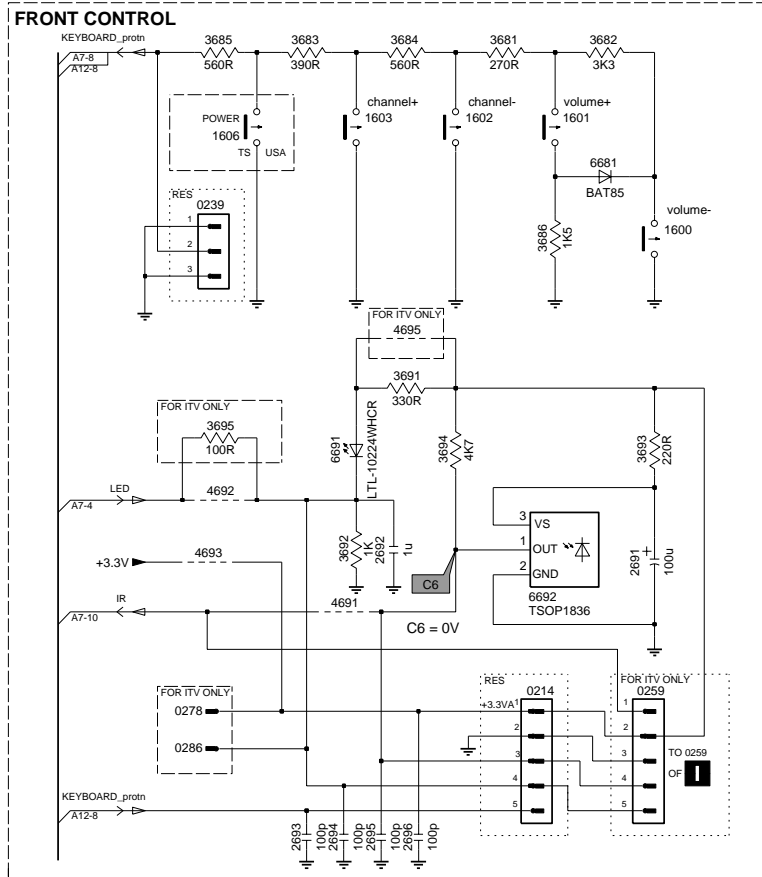 FRONT CONTROL
KEYBOARD_protn
A7-8
A12-8
3685
560R
3683
390R
3684
560R
3681
270R
3682
3K3
POWER
1606
TS USA
channel+
1603
channel-
1602
volume+
1601
6681
BAT85
3686
1K5
volume-
1600
RES
0239
1
2
3
FOR ITV ONLY
4695
3691
330R
FOR ITV ONLY
3695
100R
6691
LTL-10224WHCR
3694
4K7
3693
220R
LED
A7-4
4692
3692
1K
2692
1u
3 VS
1 OUT
2 GND
6692
TSOP1836
2691
+
100u
+3.3V
4693
C6
IR
A7-10
4691
C6 = 0V
FOR ITV ONLY
0278
0286
RES
0214
+3.3VA
1
2
3
4
5
FOR ITV ONLY
0259
1
2
3
4
5
TO 0259
OF I
KEYBOARD_protn
A12-8
2693
100p
2694
100p
2695
100p
2696
100p